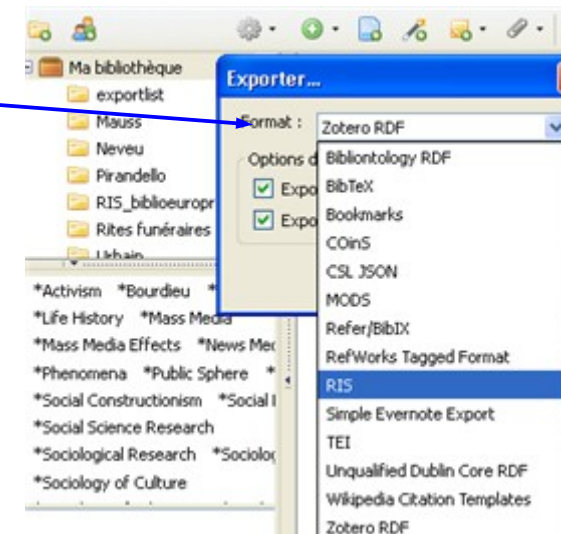 Ma bibliothèque
exportlist
Mauss
Neveu
Pirandello
RIS_biblioeuropr
Rites funéraires
Urbain
*Activism *Bourdieu *
*Life History *Mass Media
*Mass Media Effects *News Med
*Phenomena *Public Sphere *
*Social Constructionism *Social I
*Social Science Research
*Sociological Research *Sociolog
*Sociology of Culture
Exporter...
Format : Zotero RDF
Options d
Expo
Expo
Bibliontology RDF
BibTeX
Bookmarks
COinS
CSL JSON
MODS
Refer/BibIX
RefWorks Tagged Format
RIS
Simple Evernote Export
TEI
Unqualified Dublin Core RDF
Wikipedia Citation Templates
Zotero RDF